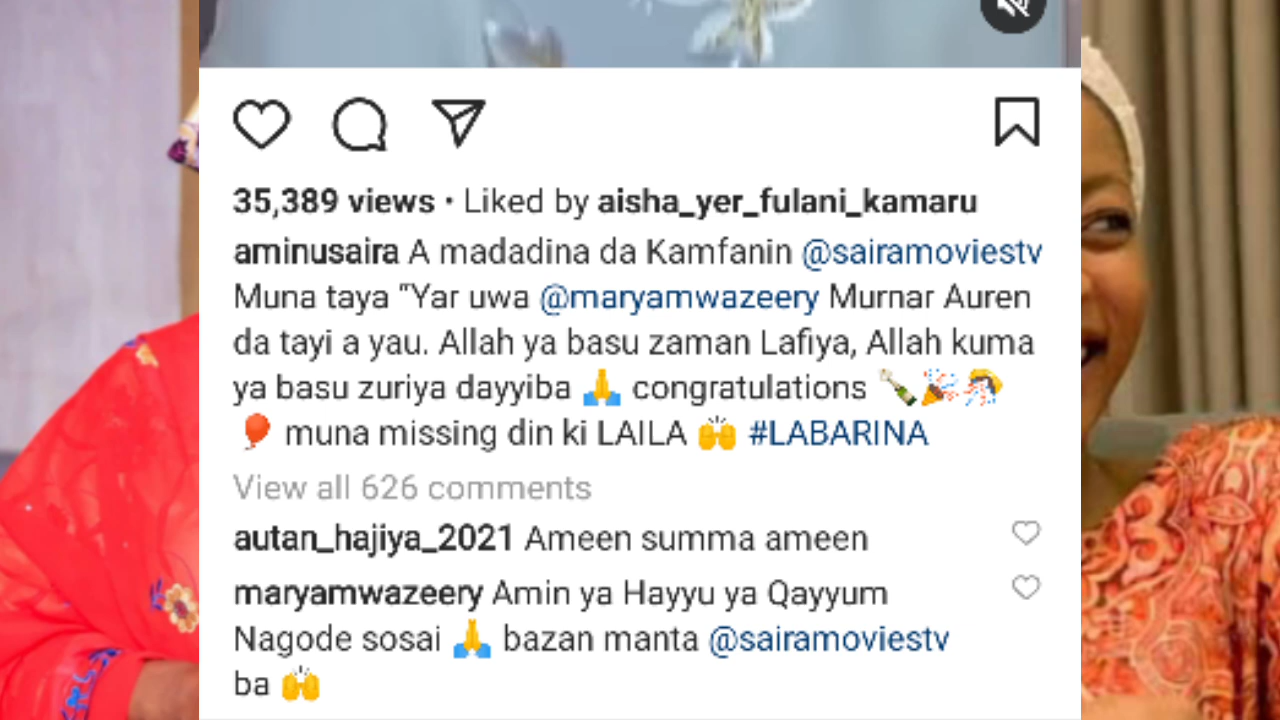 35,389 views • Liked by aisha_yer_fulani_kamaru
aminusaira A madadina da Kamfanin @sairamoviestv
Muna taya “Yar uwa @maryamwazeery Murnar Auren
da tayi a yau. Allah ya basu zaman Lafiya, Allah kuma
ya basu zuriya dayyiba 🙏 congratulations 🍾🎉🎊
🎈 muna missing din ki LAILA 🙌 #LABARINA
View all 626 comments
autan_hajiya_2021 Ameen summa ameen
maryamwazeery Amin ya Hayyu ya Qayyum
Nagode sosai 🙏 bazan manta @sairamoviestv
ba 🙌